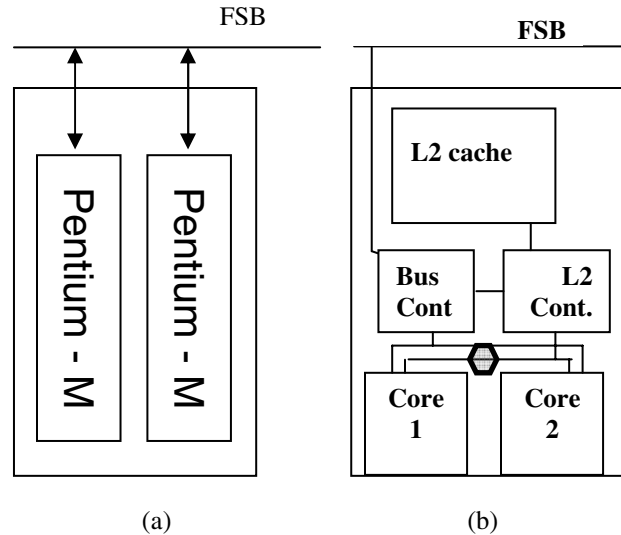 FSB
Pentium - M
Pentium - M
(a)
FSB
L2 cache
Bus
Cont
L2
Cont.
Core
1
Core
2
(b)